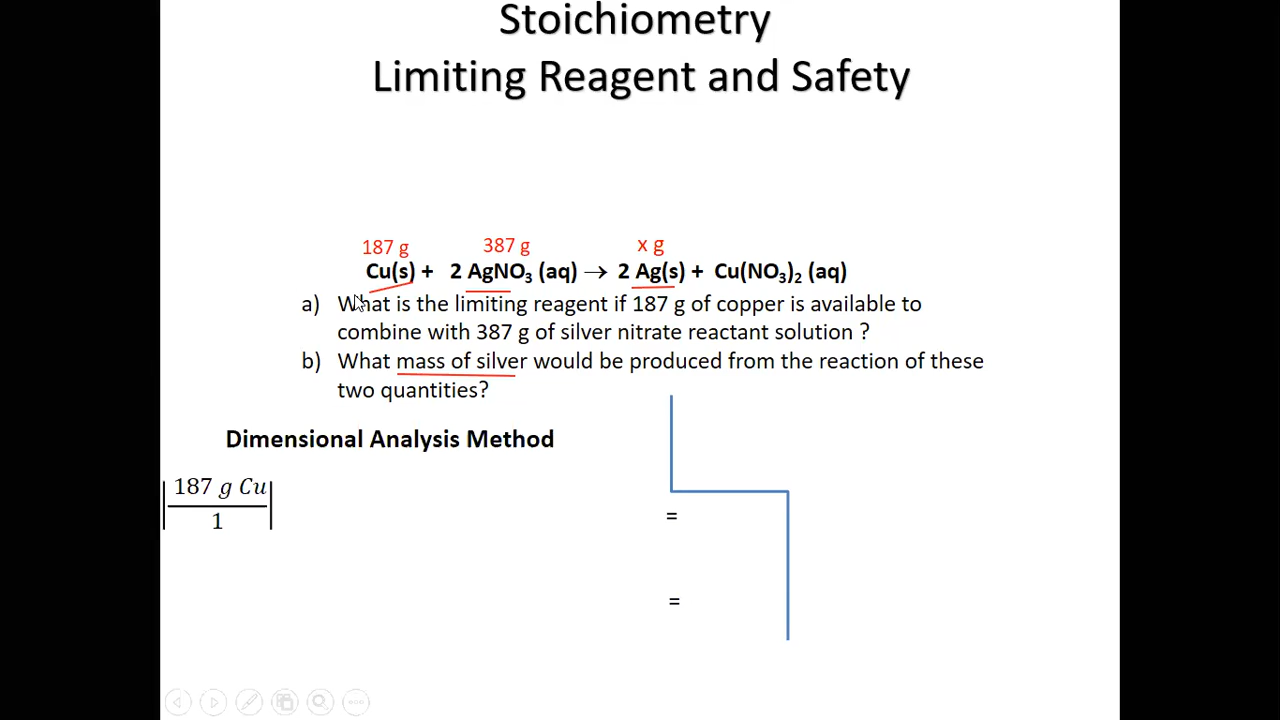 Stoichiometry
Limiting Reagent and Safety
187 g 387 g x g
Cu(s) + 2 AgNO₃ (aq) → 2 Ag(s) + Cu(NO₃)₂ (aq)
a) What is the limiting reagent if 187 g of copper is available to
combine with 387 g of silver nitrate reactant solution ?
b) What mass of silver would be produced from the reaction of these
two quantities?
Dimensional Analysis Method
187 g Cu
1
=
=